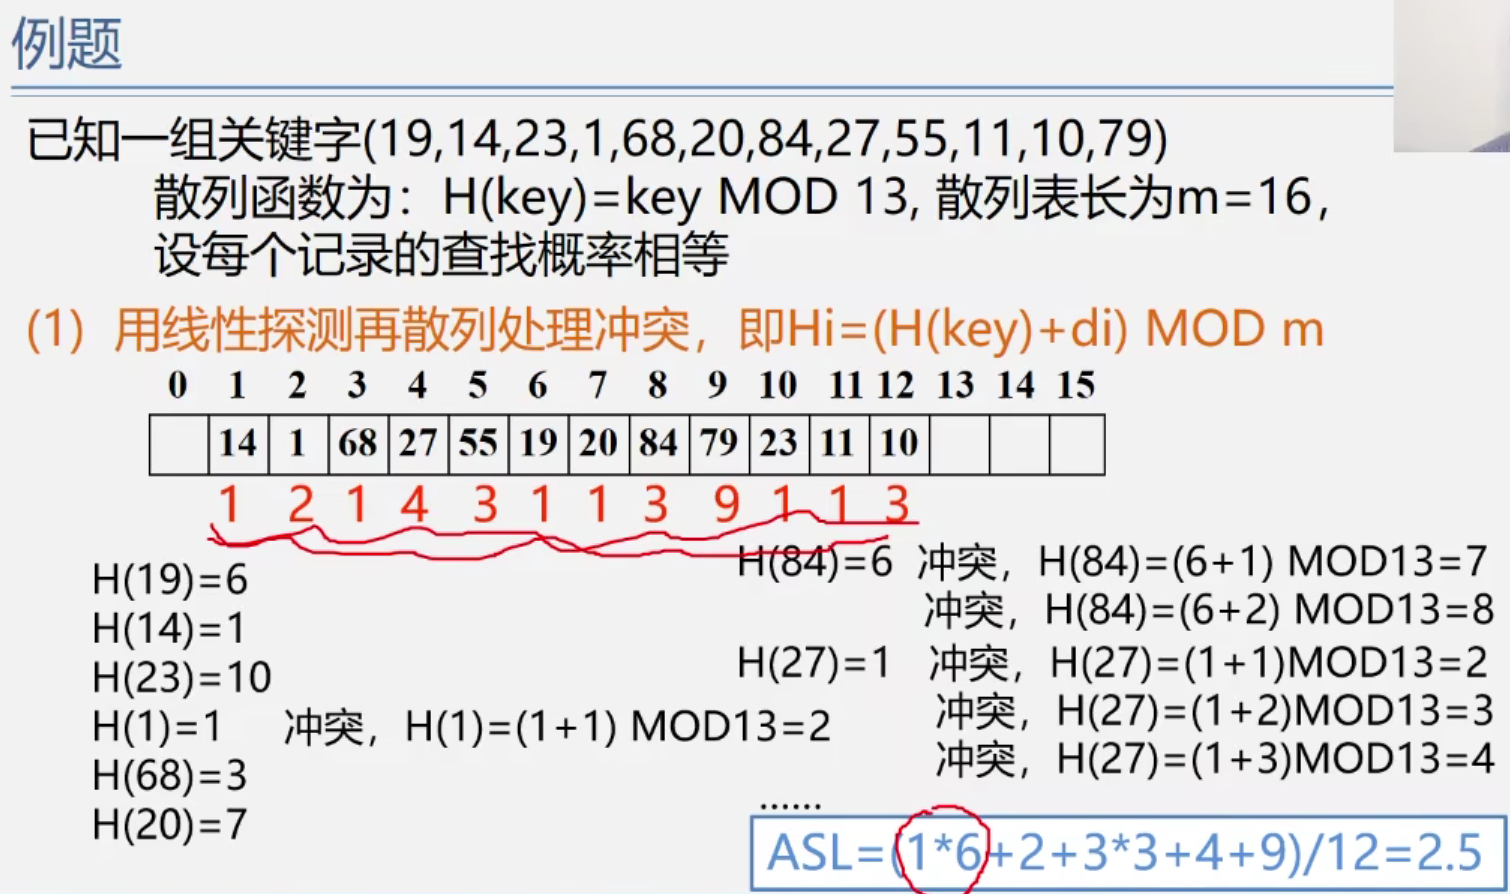 例题
已知一组关键字(19,14,23,1,68,20,84,27,55,11,10,79)
散列函数为：H(key)=key MOD 13, 散列表长为m=16，
设每个记录的查找概率相等
(1) 用线性探测再散列处理冲突，即Hi=(H(key)+di) MOD m
0 1 2 3 4 5 6 7 8 9 10 11 12 13 14 15
14 1 68 27 55 19 20 84 79 23 11 10
1 2 1 4 3 1 1 3 9 1 1 3
H(19)=6
H(14)=1
H(23)=10
H(1)=1 冲突，H(1)=(1+1) MOD13=2
H(68)=3
H(20)=7
H(84)=6 冲突，H(84)=(6+1) MOD13=7
冲突，H(84)=(6+2) MOD13=8
H(27)=1 冲突，H(27)=(1+1)MOD13=2
冲突，H(27)=(1+2)MOD13=3
冲突，H(27)=(1+3)MOD13=4
……
ASL=(1*6+2+3*3+4+9)/12=2.5